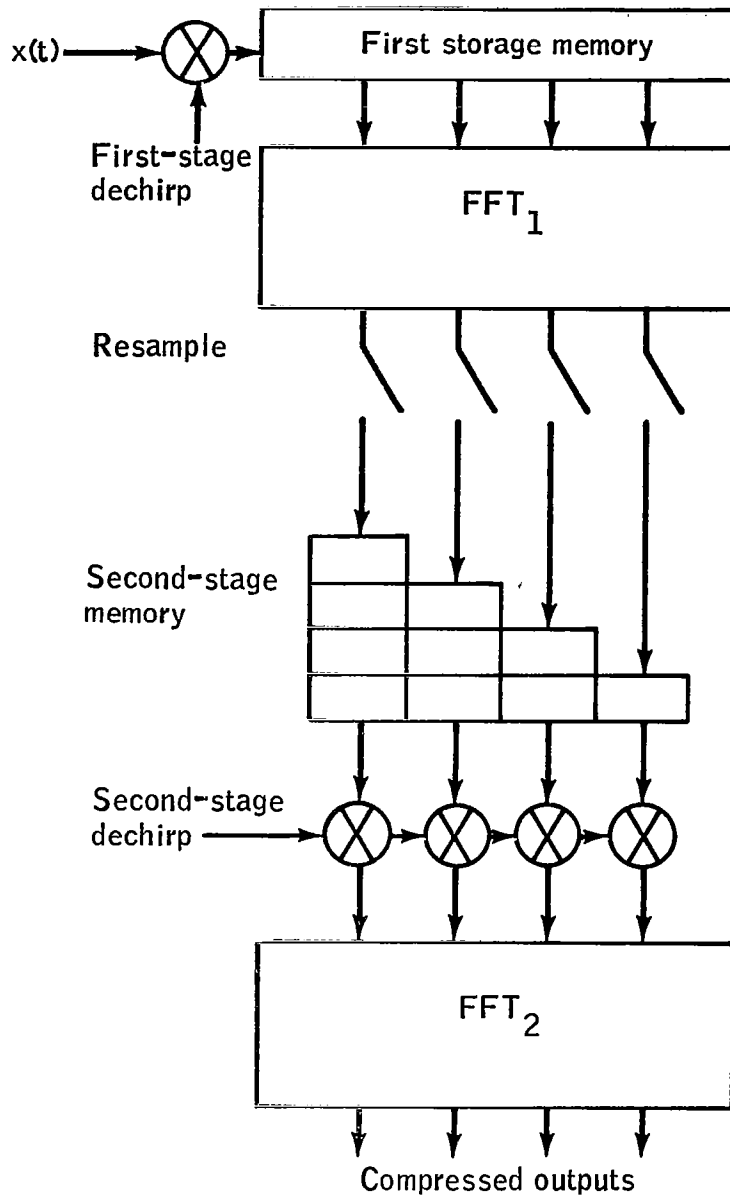 x(t)
First storage memory
First-stage
dechirp
FFT1
Resample
Second-stage
memory
Second-stage
dechirp
FFT2
Compressed outputs